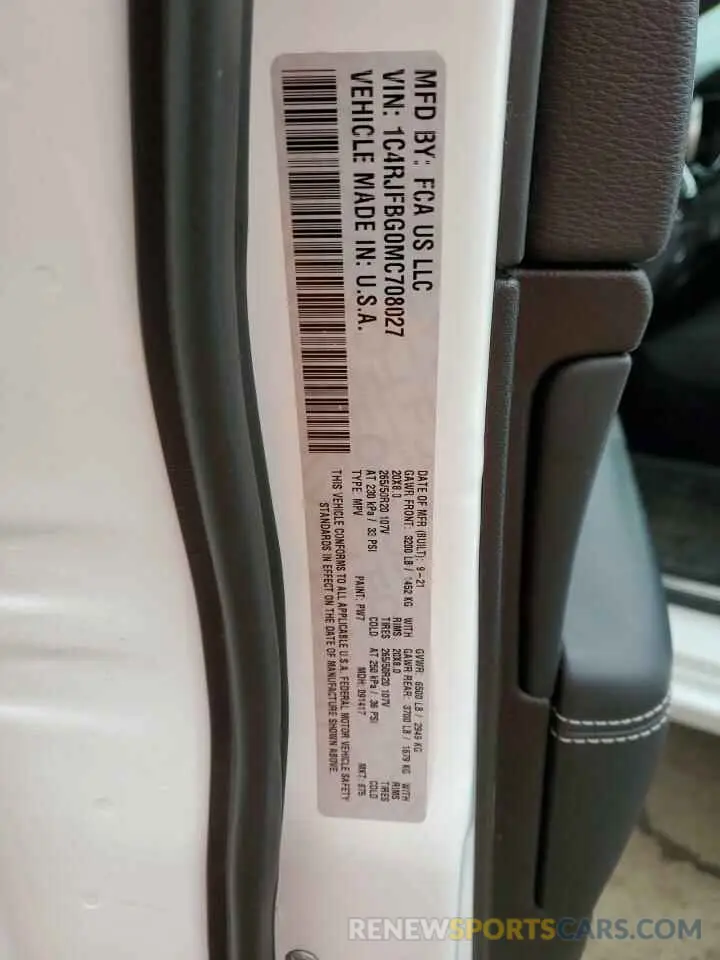 MFD BY: FCA US LLC
VIN: 1C4RJFBG0MC708027
VEHICLE MADE IN: U.S.A.
DATE OF MFR (BUILT): 9-21 GVWR: 6500 LB / 2949 KG
GAWR FRONT: 3200 LB / 1452 KG WITH GAWR REAR: 3700 LB / 1679 KG WITH
20X8.0 RIMS 20X8.0 RIMS
265/50R20 107V TIRES 265/50R20 107V TIRES
AT 230 kPa / 33 PSI COLD AT 250 kPa / 36 PSI COLD
TYPE: MPV PAINT: PW7 MDH: 091417 MKT: 675
THIS VEHICLE CONFORMS TO ALL APPLICABLE U.S.A. FEDERAL MOTOR VEHICLE SAFETY
STANDARDS IN EFFECT ON THE DATE OF MANUFACTURE SHOWN ABOVE.
RENEWSPORTSCARS.COM